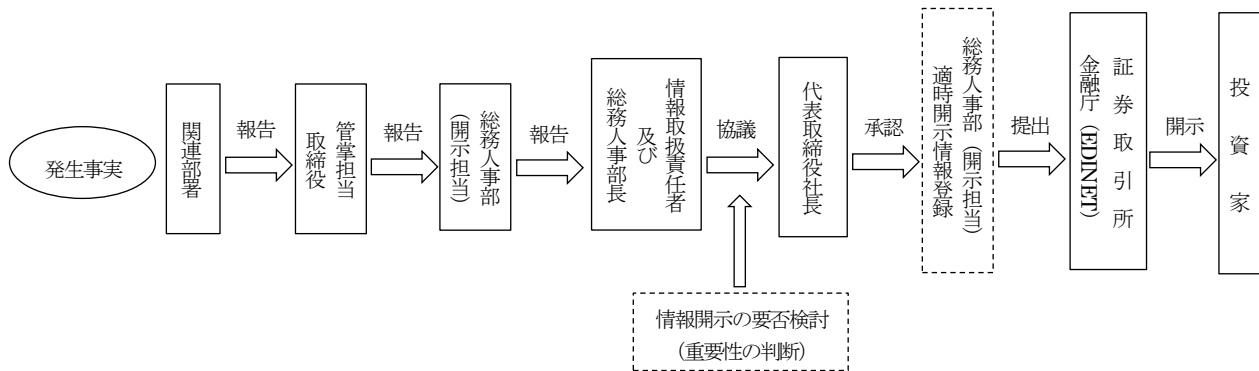 発生事実
関連部署
報告
管掌担当
取締役
報告
総務人事部
(開示担当)
報告
情報取扱責任者
及び
総務人事部長
協議
情報開示の要否検討
(重要性の判断)
代表取締役社長
承認
総務人事部(開示担当)
適時開示情報登録
提出
証券取引所
金融庁(EDINET)
開示
投資家